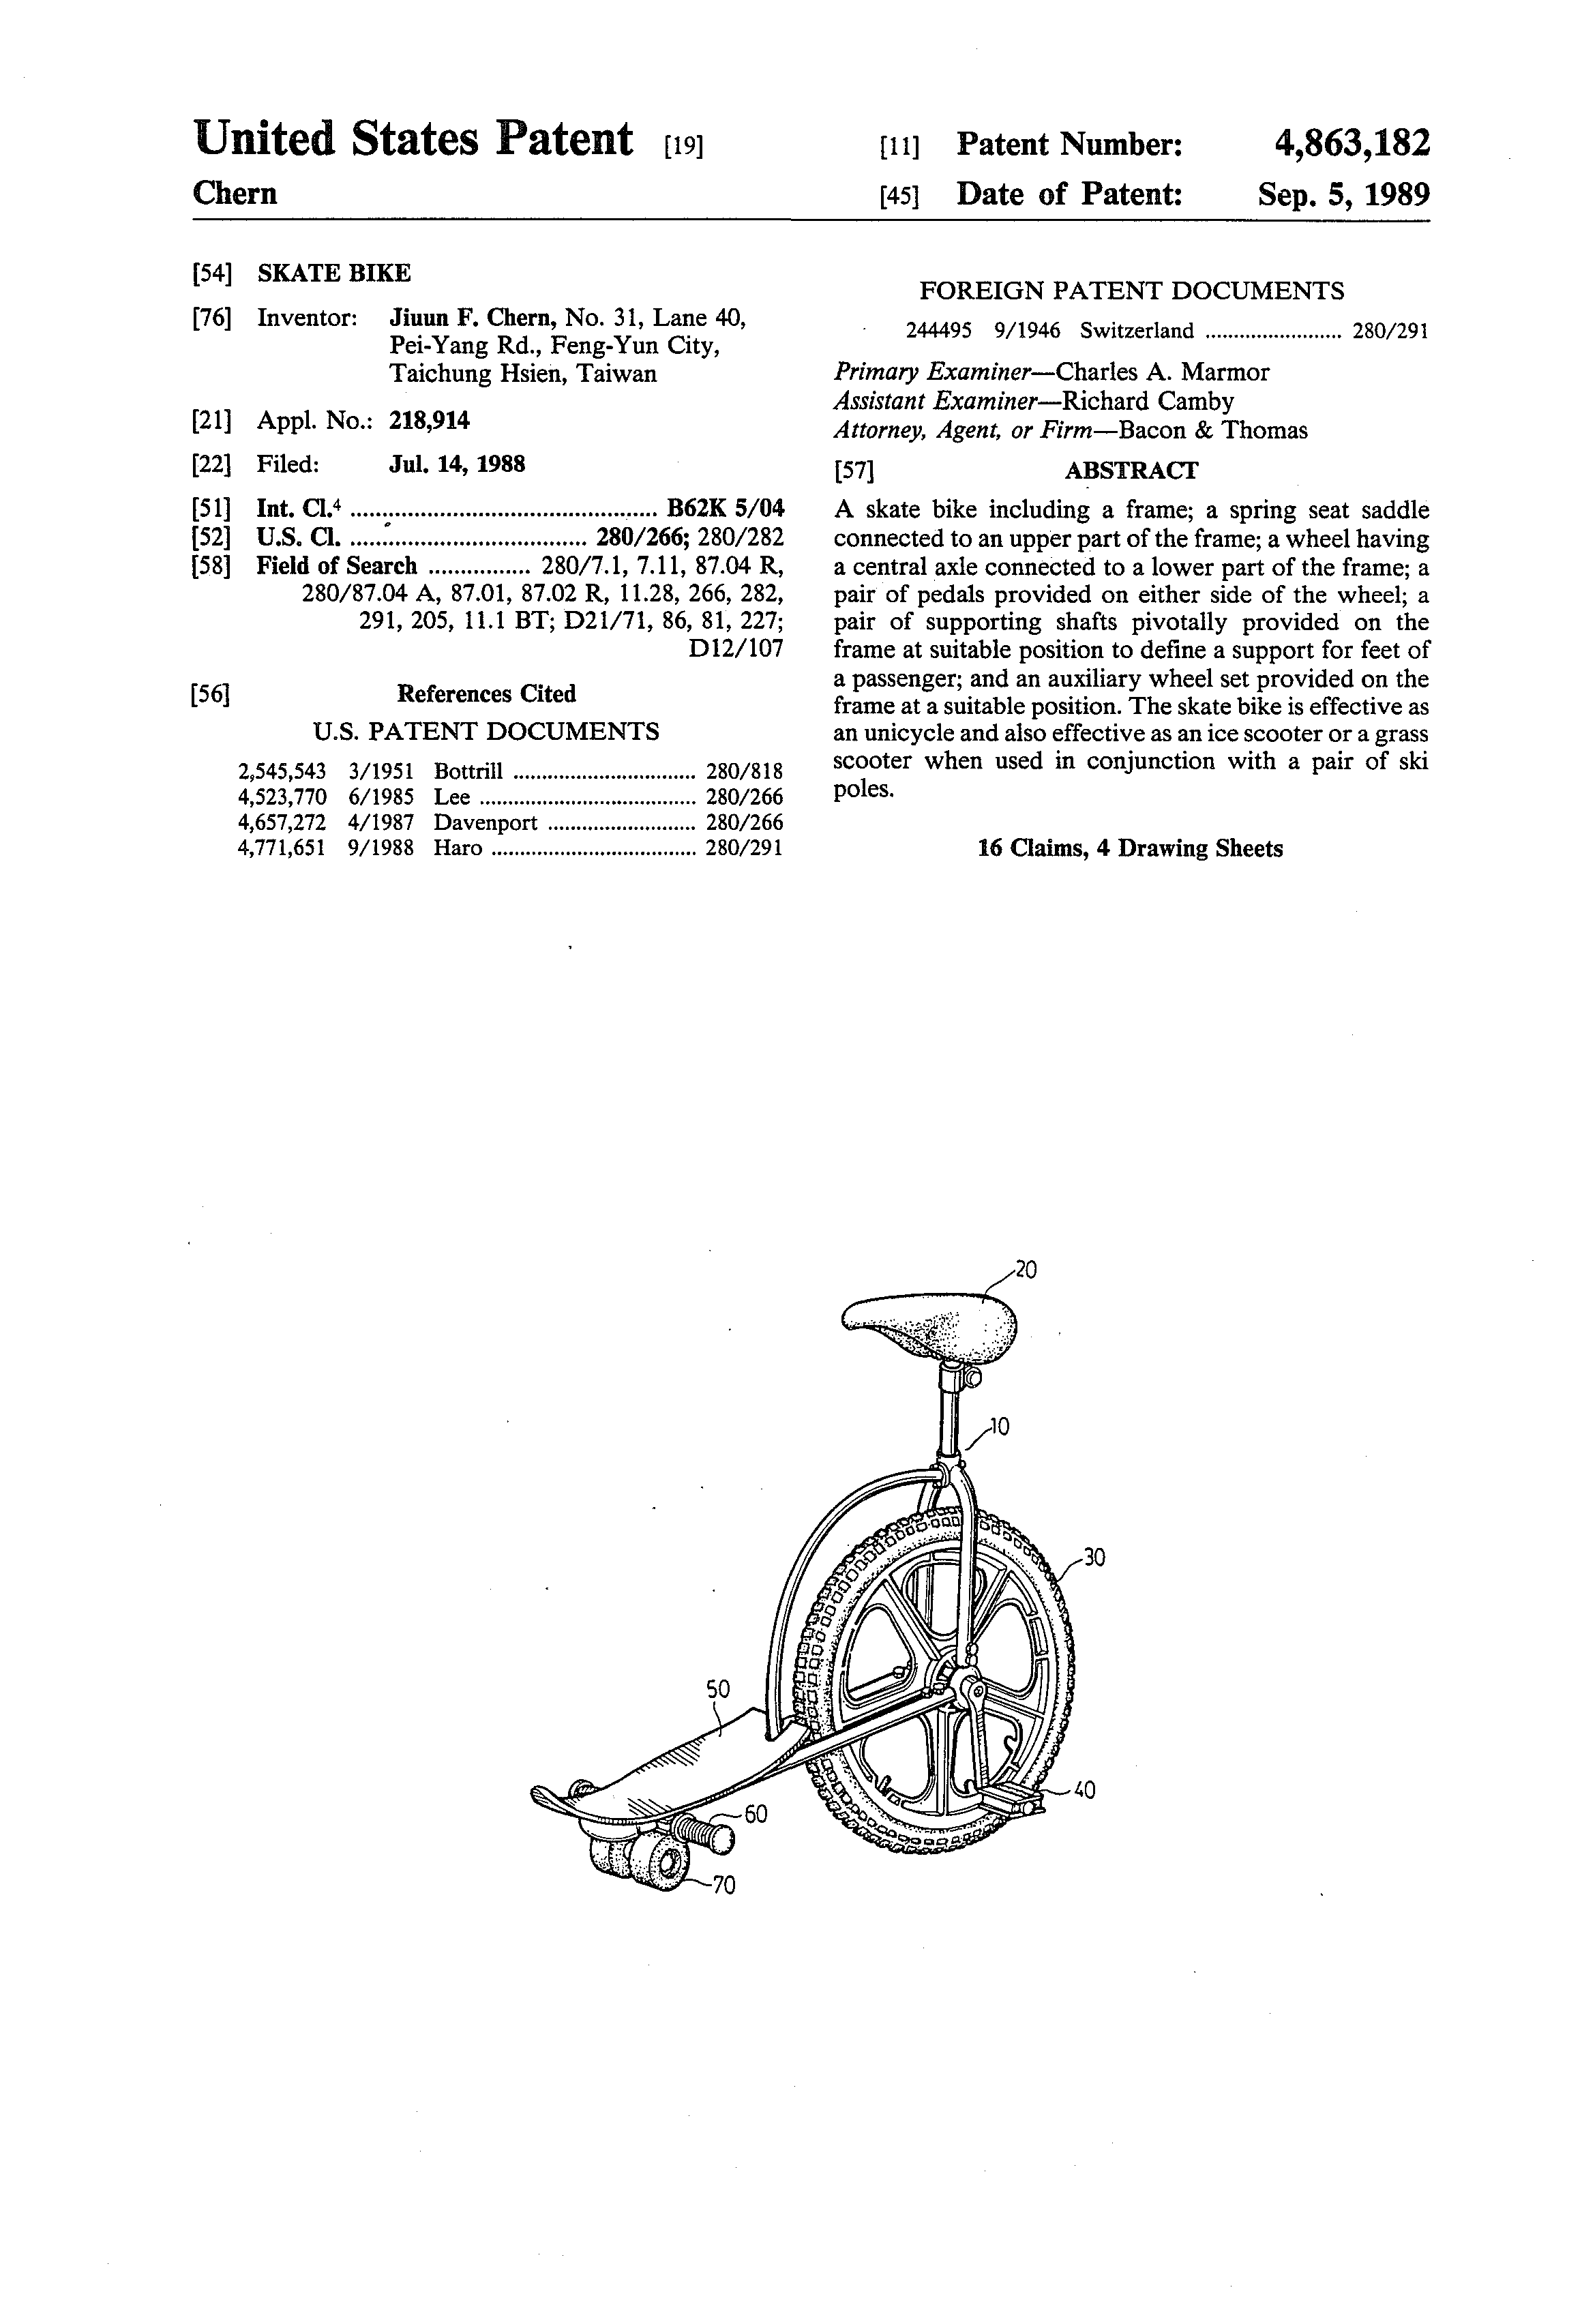 United States Patent [19]
Chern
[11] Patent Number: 4,863,182
[45] Date of Patent: Sep. 5, 1989
[54] SKATE BIKE
[76] Inventor: Jiuun F. Chern, No. 31, Lane 40,
Pei-Yang Rd., Feng-Yun City,
Taichung Hsien, Taiwan
[21] Appl. No.: 218,914
[22] Filed: Jul. 14, 1988
[51] Int. Cl.⁴ ................................................ B62K 5/04
[52] U.S. Cl. ..................................... 280/266; 280/282
[58] Field of Search ................ 280/7.1, 7.11, 87.04 R,
280/87.04 A, 87.01, 87.02 R, 11.28, 266, 282,
291, 205, 11.1 BT; D21/71, 86, 81, 227;
D12/107
[56] References Cited
U.S. PATENT DOCUMENTS
2,545,543 3/1951 Bottrill ................................ 280/818
4,523,770 6/1985 Lee ...................................... 280/266
4,657,272 4/1987 Davenport .......................... 280/266
4,771,651 9/1988 Haro .................................... 280/291
FOREIGN PATENT DOCUMENTS
244495 9/1946 Switzerland ........................ 280/291
Primary Examiner—Charles A. Marmor
Assistant Examiner—Richard Camby
Attorney, Agent, or Firm—Bacon & Thomas
[57] ABSTRACT
A skate bike including a frame; a spring seat saddle
connected to an upper part of the frame; a wheel having
a central axle connected to a lower part of the frame; a
pair of pedals provided on either side of the wheel; a
pair of supporting shafts pivotally provided on the
frame at suitable position to define a support for feet of
a passenger; and an auxiliary wheel set provided on the
frame at a suitable position. The skate bike is effective as
an unicycle and also effective as an ice scooter or a grass
scooter when used in conjunction with a pair of ski
poles.
16 Claims, 4 Drawing Sheets
20
10
30
50
40
60
70